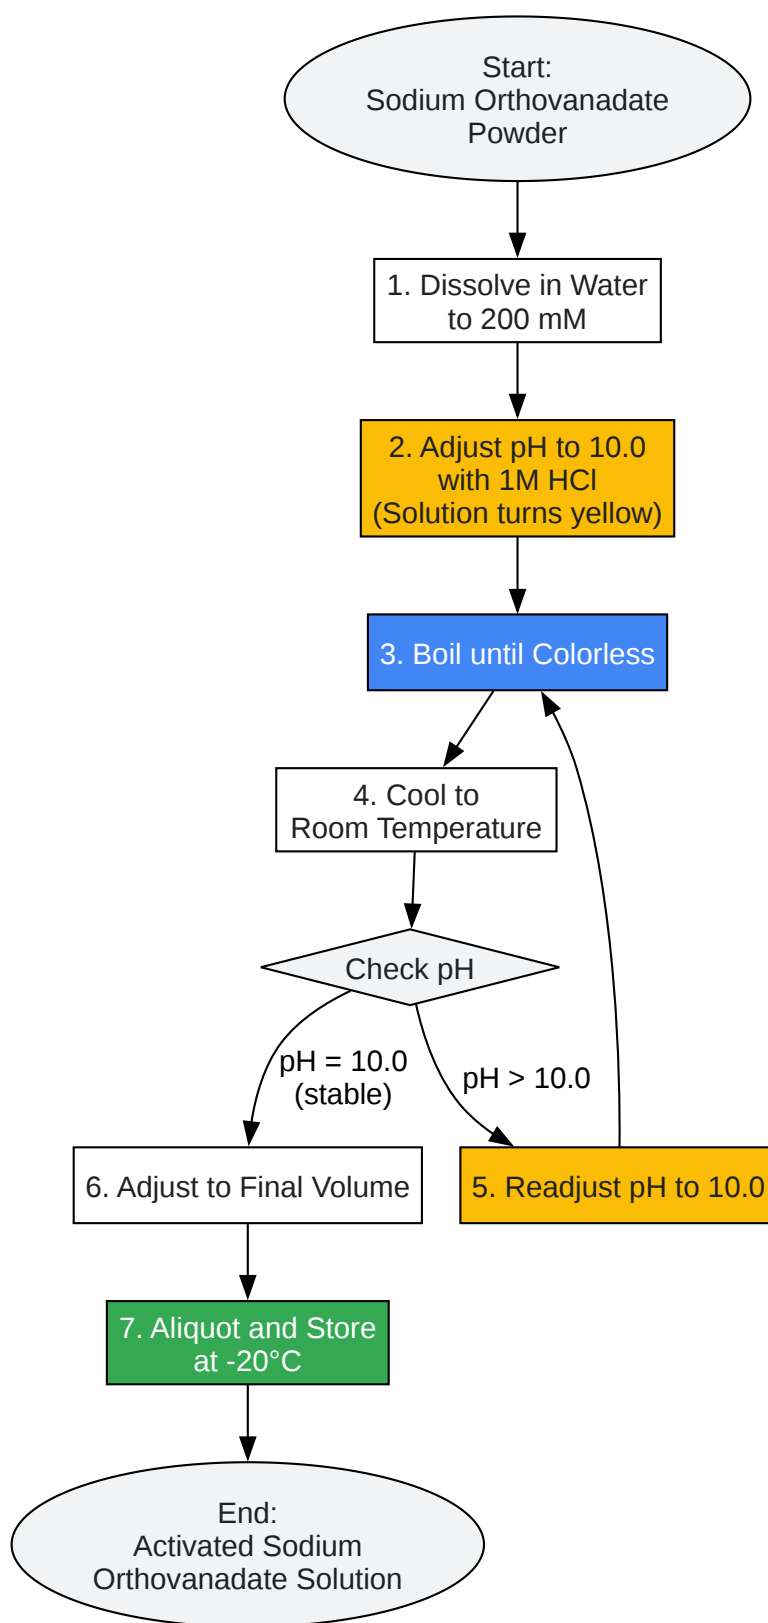 Start:
Sodium Orthovanadate
Powder
1. Dissolve in Water
to 200 mM
2. Adjust pH to 10.0
with 1M HCl
(Solution turns yellow)
3. Boil until Colorless
4. Cool to
Room Temperature
Check pH
pH = 10.0
(stable)
pH > 10.0
6. Adjust to Final Volume
5. Readjust pH to 10.0
7. Aliquot and Store
at -20°C
End:
Activated Sodium
Orthovanadate Solution